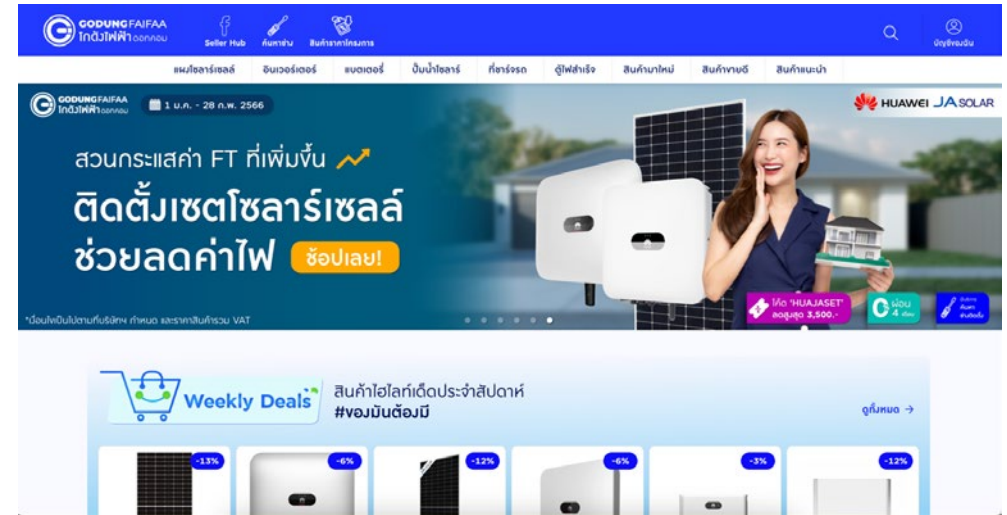 GODUNGFAIFAA
โกดังไฟฟ้า ดอทคอม
Seller Hub
ค้นหาช่าง
สินค้าราคาโครงการ
บัญชีของฉัน
แผงโซลาร์เซลล์
อินเวอร์เตอร์
แบตเตอรี่
ปั๊มน้ำโซลาร์
ที่ชาร์จรถ
ตู้ไฟสำเร็จ
สินค้ามาใหม่
สินค้าขายดี
สินค้าแนะนำ
GODUNGFAIFAA
โกดังไฟฟ้า ดอทคอม
1 ม.ค. - 28 ก.พ. 2566
HUAWEI JA SOLAR
สวนกระแสค่า FT ที่เพิ่มขึ้น
ติดตั้งเซตโซลาร์เซลล์
ช่วยลดค่าไฟ ช้อปเลย!
โค้ด 'HUAJASET'
ลดสูงสุด 3,500.-
ผ่อน
4 เดือน
บริการ
ค้นหา
ช่างติดตั้ง
*เงื่อนไขเป็นไปตามที่บริษัทฯ กำหนด และราคาสินค้ารวม VAT
Weekly Deals
สินค้าไฮไลท์เด็ดประจำสัปดาห์
#ของมันต้องมี
ดูทั้งหมด →
-13%
-6%
-12%
-6%
-3%
-12%